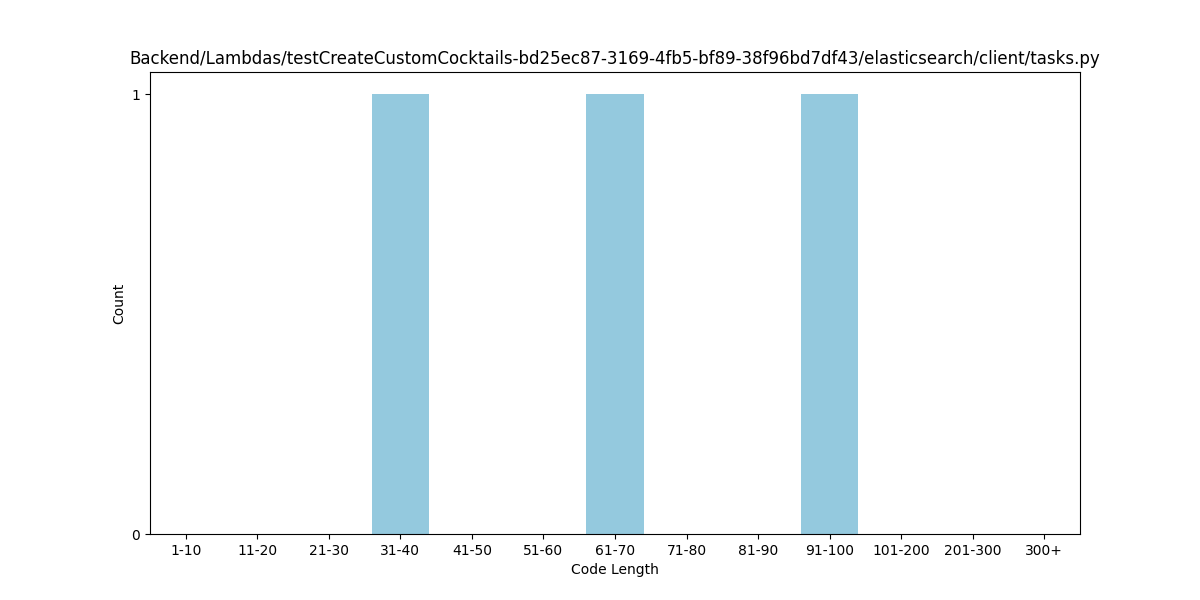 Backend/Lambdas/testCreateCustomCocktails-bd25ec87-3169-4fb5-bf89-38f96bd7df43/elasticsearch/client/tasks.py
1
Count
0
1-10 11-20 21-30 31-40 41-50 51-60 61-70 71-80 81-90 91-100 101-200 201-300 300+
Code Length